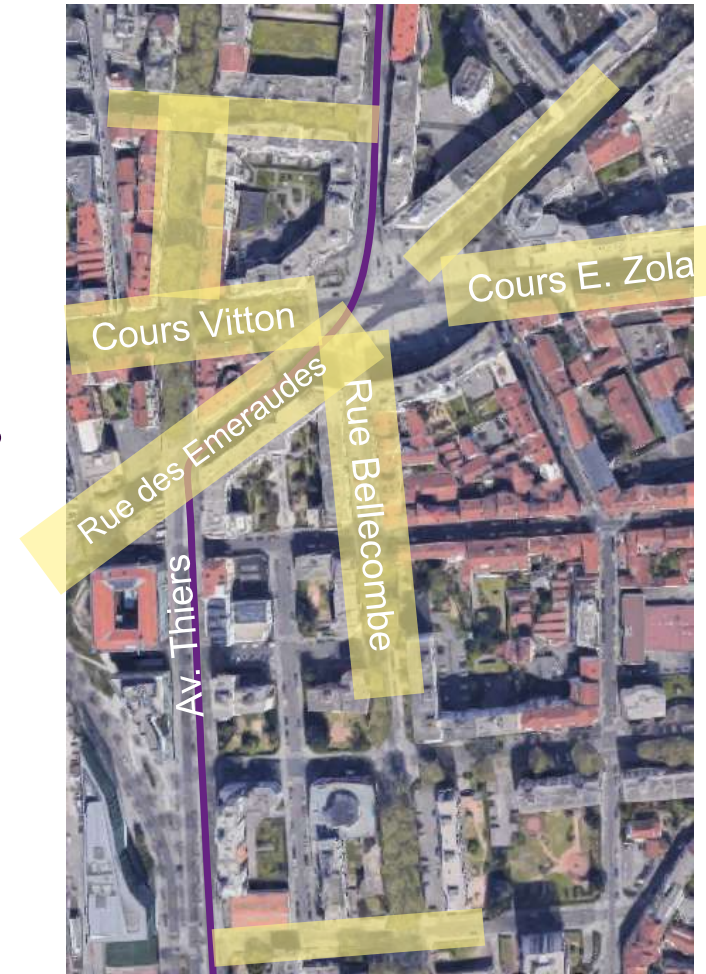 Cours E. Zola
Cours Vitton
Rue des Emeraudes
Rue Bellecombe
Av. Thiers